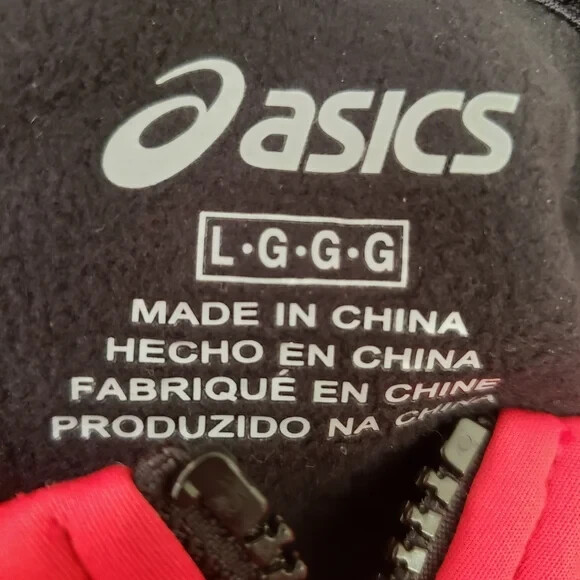 asics
L·G·G·G
MADE IN CHINA
HECHO EN CHINA
FABRIQUÉ EN CHINE
PRODUZIDO NA CHINA